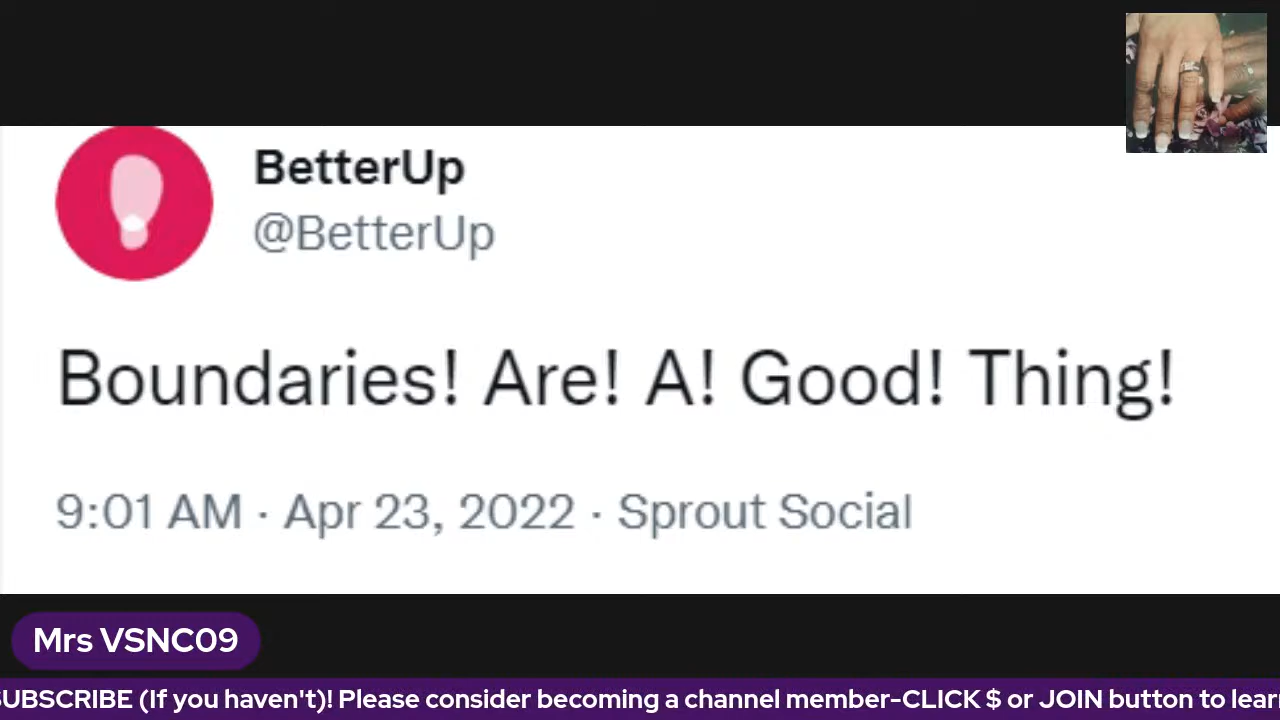 BetterUp
@BetterUp
Boundaries! Are! A! Good! Thing!
9:01 AM · Apr 23, 2022 · Sprout Social
Mrs VSNC09
SUBSCRIBE (If you haven't)! Please consider becoming a channel member-CLICK $ or JOIN button to lear